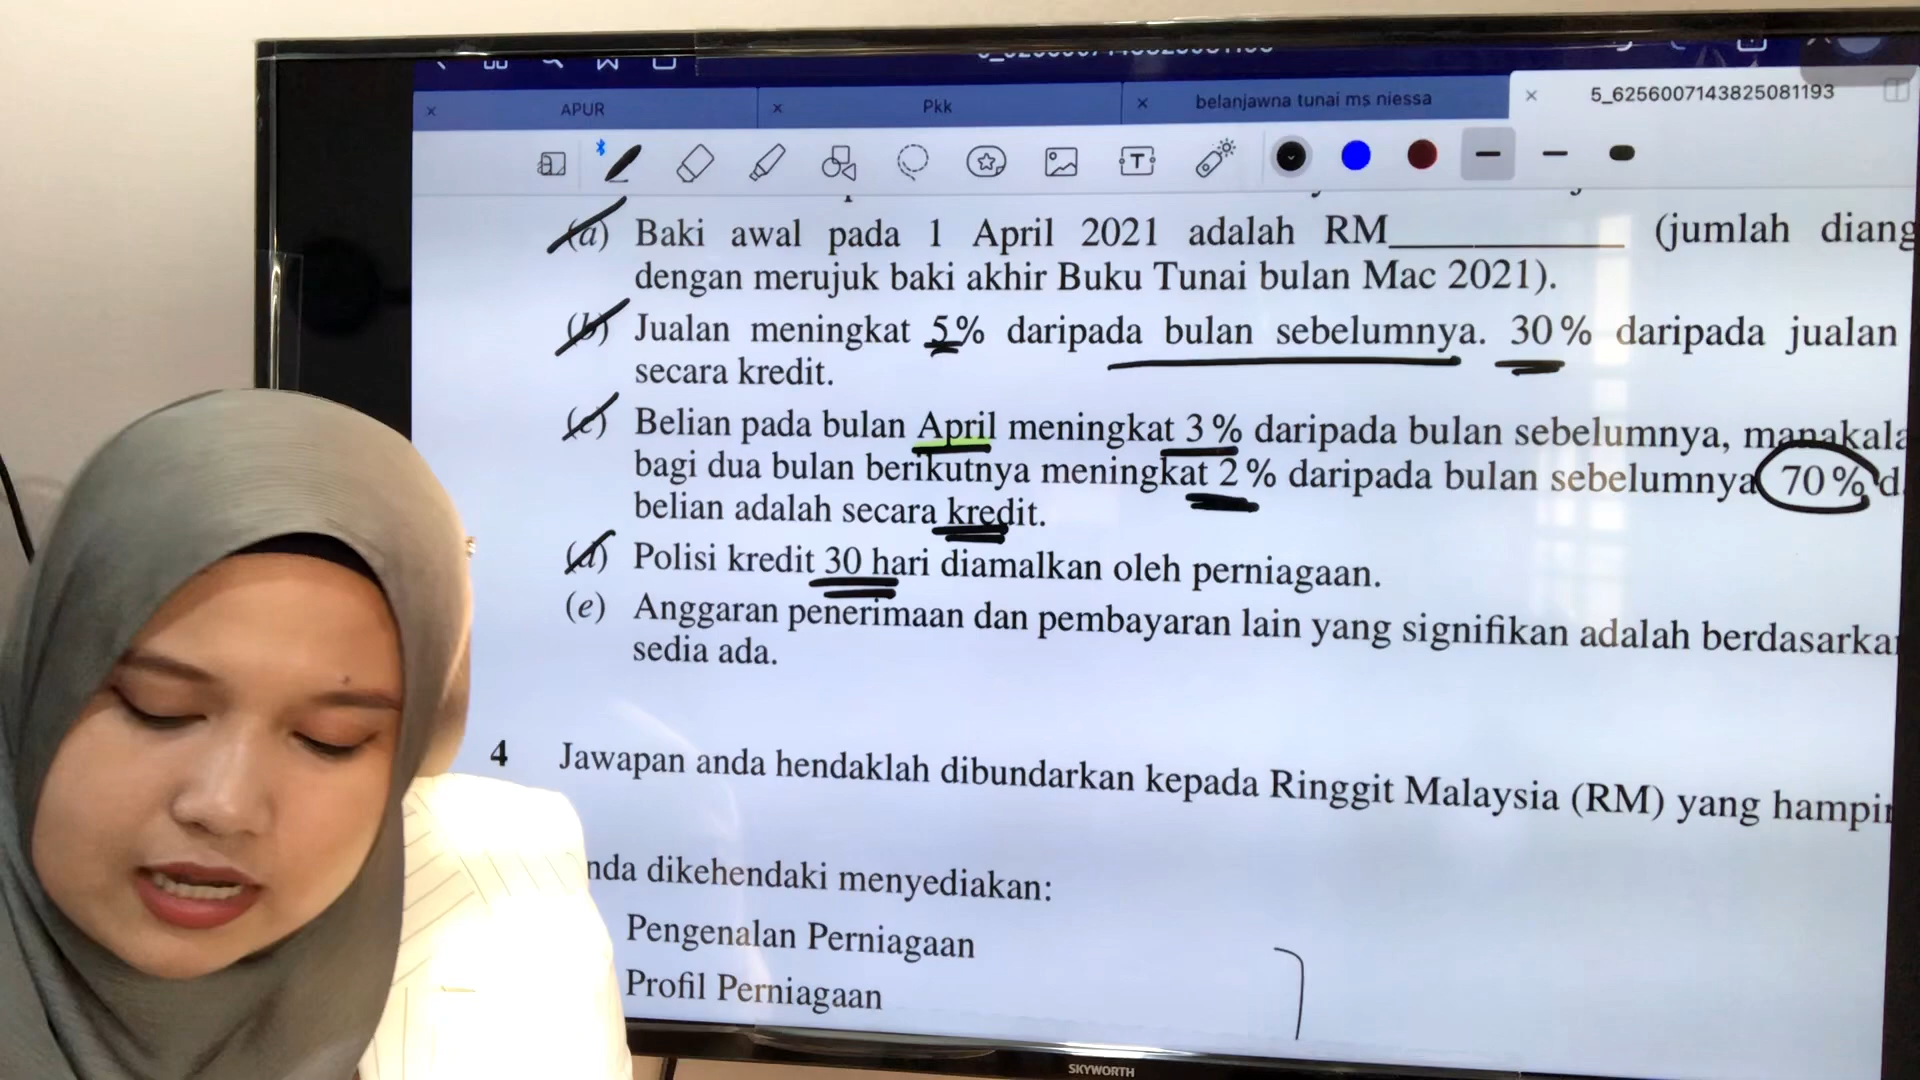 APUR
Pkk
belanjawna tunai ms niessa
5_6256007143825081193
T
(a) Baki awal pada 1 April 2021 adalah RM____________ (jumlah diang
dengan merujuk baki akhir Buku Tunai bulan Mac 2021).
(b) Jualan meningkat 5% daripada bulan sebelumnya. 30% daripada jualan
secara kredit.
(c) Belian pada bulan April meningkat 3% daripada bulan sebelumnya, manakala
bagi dua bulan berikutnya meningkat 2% daripada bulan sebelumnya 70% d
belian adalah secara kredit.
(d) Polisi kredit 30 hari diamalkan oleh perniagaan.
(e) Anggaran penerimaan dan pembayaran lain yang signifikan adalah berdasarka
sedia ada.
4 Jawapan anda hendaklah dibundarkan kepada Ringgit Malaysia (RM) yang hampir
nda dikehendaki menyediakan:
Pengenalan Perniagaan
Profil Perniagaan
SKYWORTH